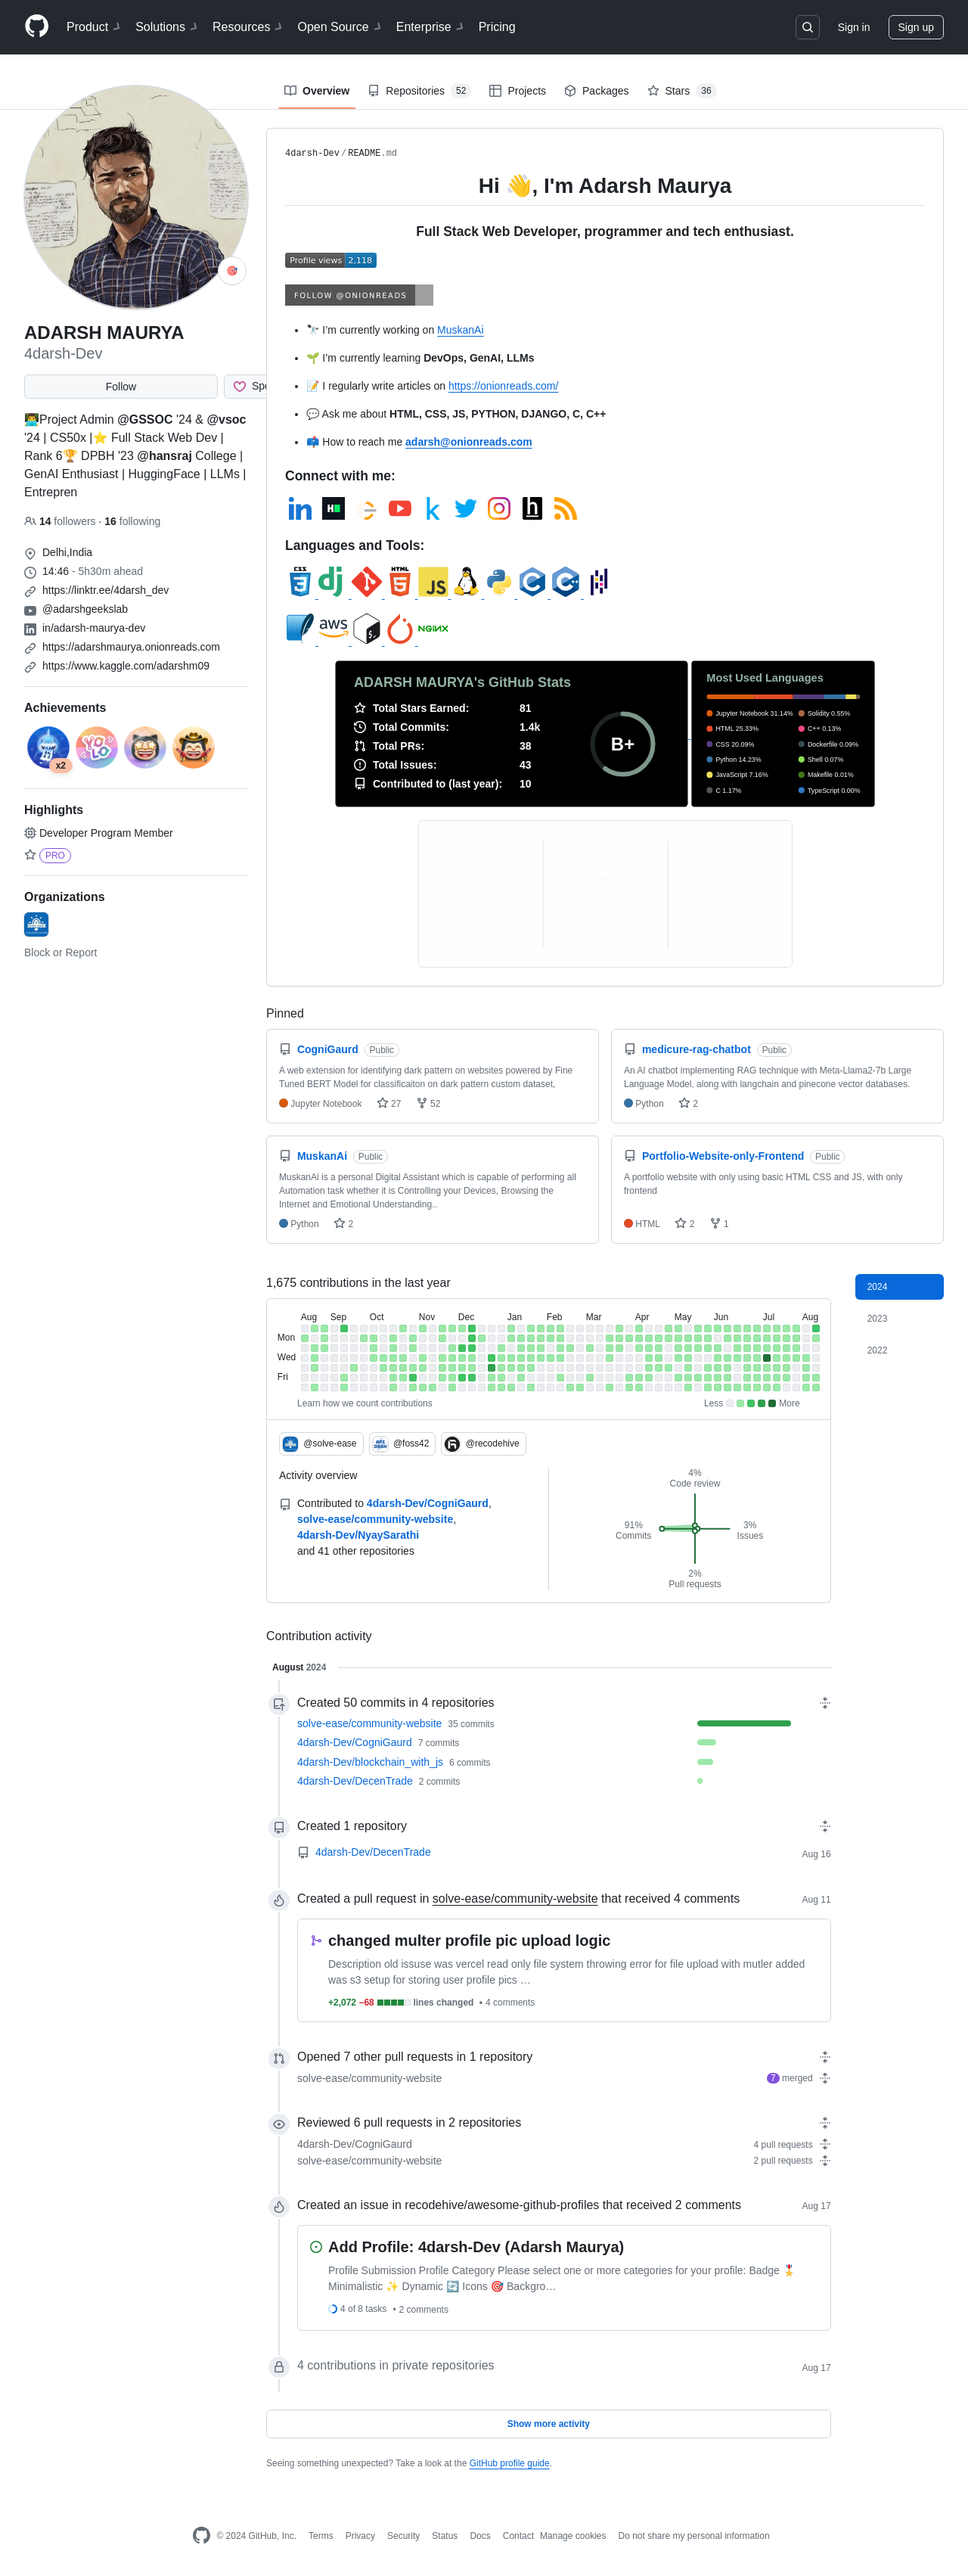 Product
Solutions
Resources
Open Source
Enterprise
Pricing
Sign in
Sign up
Overview
Repositories 52
Projects
Packages
Stars 36
ADARSH MAURYA
4darsh-Dev
Follow
👨‍💻Project Admin @GSSOC '24 & @vsoc
'24 | CS50x |⭐ Full Stack Web Dev |
Rank 6🏆 DPBH '23 @hansraj College |
GenAI Enthusiast | HuggingFace | LLMs |
Entrepren
14 followers · 16 following
Delhi,India
14:46 - 5h30m ahead
https://linktr.ee/4darsh_dev
@adarshgeekslab
in/adarsh-maurya-dev
https://adarshmaurya.onionreads.com
https://www.kaggle.com/adarshm09
Achievements
YOLO
x2
Highlights
Developer Program Member
PRO
Organizations
Block or Report
4darsh-Dev/README.md
Hi 👋, I'm Adarsh Maurya
Full Stack Web Developer, programmer and tech enthusiast.
Profile views 2,118
FOLLOW @ONIONREADS
🔭 I’m currently working on MuskanAi
🌱 I’m currently learning DevOps, GenAI, LLMs
📝 I regularly write articles on https://onionreads.com/
💬 Ask me about HTML, CSS, JS, PYTHON, DJANGO, C, C++
📫 How to reach me adarsh@onionreads.com
Connect with me:
Languages and Tools:
CSS dj HTML JS C C++
aws NGINX
ADARSH MAURYA's GitHub Stats
Total Stars Earned: 81
Total Commits: 1.4k
Total PRs: 38
Total Issues: 43
Contributed to (last year): 10
B+
Most Used Languages
Jupyter Notebook 31.14% Solidity 0.55%
HTML 25.33% C++ 0.13%
CSS 20.09% Dockerfile 0.09%
Python 14.23% Shell 0.07%
JavaScript 7.16% Makefile 0.01%
C 1.17% TypeScript 0.00%
Pinned
CogniGaurd Public
A web extension for identifying dark pattern on websites powered by Fine
Tuned BERT Model for classificaiton on dark pattern custom dataset,
Jupyter Notebook 27 52
medicure-rag-chatbot Public
An AI chatbot implementing RAG technique with Meta-Llama2-7b Large
Language Model, along with langchain and pinecone vector databases.
Python 2
MuskanAi Public
MuskanAi is a personal Digital Assistant which is capable of performing all
Automation task whether it is Controlling your Devices, Browsing the
Internet and Emotional Understanding..
Python 2
Portfolio-Website-only-Frontend Public
A portfolio website with only using basic HTML CSS and JS, with only
frontend
HTML 2 1
1,675 contributions in the last year
2024
2023
2022
Aug Sep Oct Nov Dec Jan Feb Mar Apr May Jun Jul Aug
Mon
Wed
Fri
Learn how we count contributions
Less More
@solve-ease
@foss42
@recodehive
Activity overview
Contributed to 4darsh-Dev/CogniGaurd,
solve-ease/community-website,
4darsh-Dev/NyaySarathi
and 41 other repositories
4%
Code review
91%
Commits
3%
Issues
2%
Pull requests
Contribution activity
August 2024
Created 50 commits in 4 repositories
solve-ease/community-website 35 commits
4darsh-Dev/CogniGaurd 7 commits
4darsh-Dev/blockchain_with_js 6 commits
4darsh-Dev/DecenTrade 2 commits
Created 1 repository
4darsh-Dev/DecenTrade Aug 16
Created a pull request in solve-ease/community-website that received 4 comments Aug 11
changed multer profile pic upload logic
Description old issuse was vercel read only file system throwing error for file upload with mutler added
was s3 setup for storing user profile pics …
+2,072 −68 lines changed • 4 comments
Opened 7 other pull requests in 1 repository
solve-ease/community-website 7 merged
Reviewed 6 pull requests in 2 repositories
4darsh-Dev/CogniGaurd 4 pull requests
solve-ease/community-website 2 pull requests
Created an issue in recodehive/awesome-github-profiles that received 2 comments Aug 17
Add Profile: 4darsh-Dev (Adarsh Maurya)
Profile Submission Profile Category Please select one or more categories for your profile: Badge 🎖️
Minimalistic ✨ Dynamic 🔄 Icons 🎯 Backgro…
4 of 8 tasks • 2 comments
4 contributions in private repositories Aug 17
Show more activity
Seeing something unexpected? Take a look at the GitHub profile guide.
© 2024 GitHub, Inc.
Terms
Privacy
Security
Status
Docs
Contact
Manage cookies
Do not share my personal information